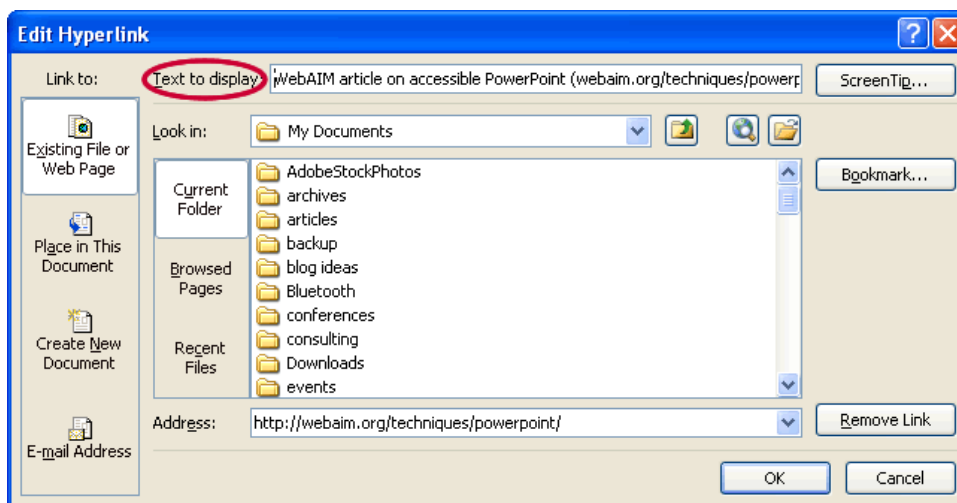 Edit Hyperlink
Link to:
Text to display: WebAIM article on accessible PowerPoint (webaim.org/techniques/powerp
ScreenTip...
Existing File or
Web Page
Place in This
Document
Create New
Document
E-mail Address
Look in: My Documents
Current
Folder
Browsed
Pages
Recent
Files
AdobeStockPhotos
archives
articles
backup
blog ideas
Bluetooth
conferences
consulting
Downloads
events
Bookmark...
Address: http://webaim.org/techniques/powerpoint/
Remove Link
OK
Cancel